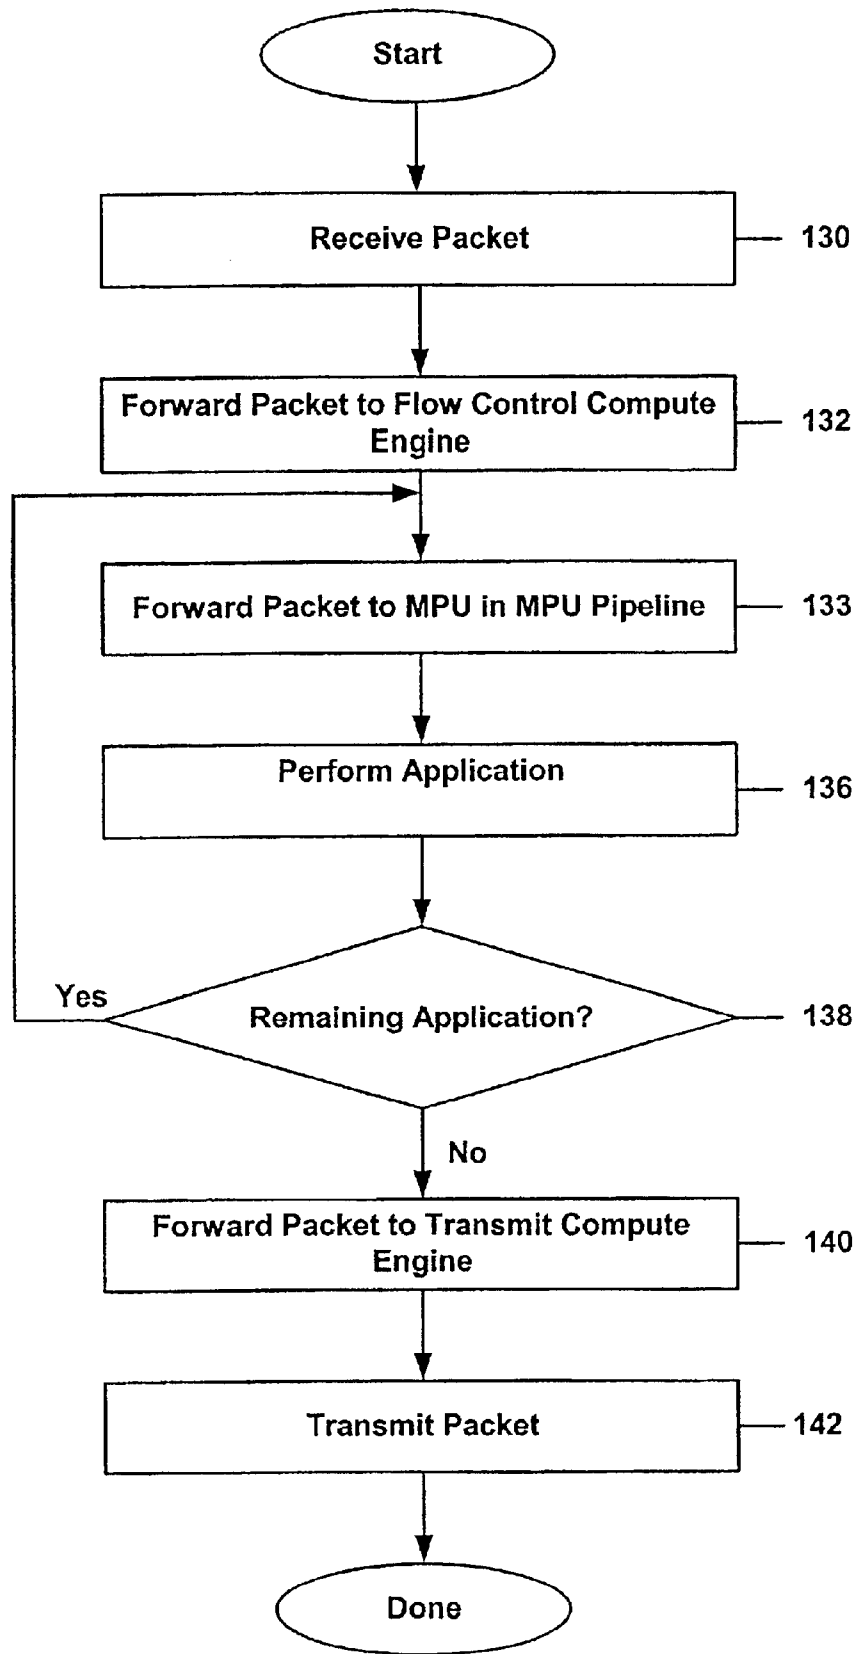 Start
Receive Packet
130
Forward Packet to Flow Control Compute
Engine
132
Forward Packet to MPU in MPU Pipeline
133
Perform Application
136
Yes
Remaining Application?
138
No
Forward Packet to Transmit Compute
Engine
140
Transmit Packet
142
Done